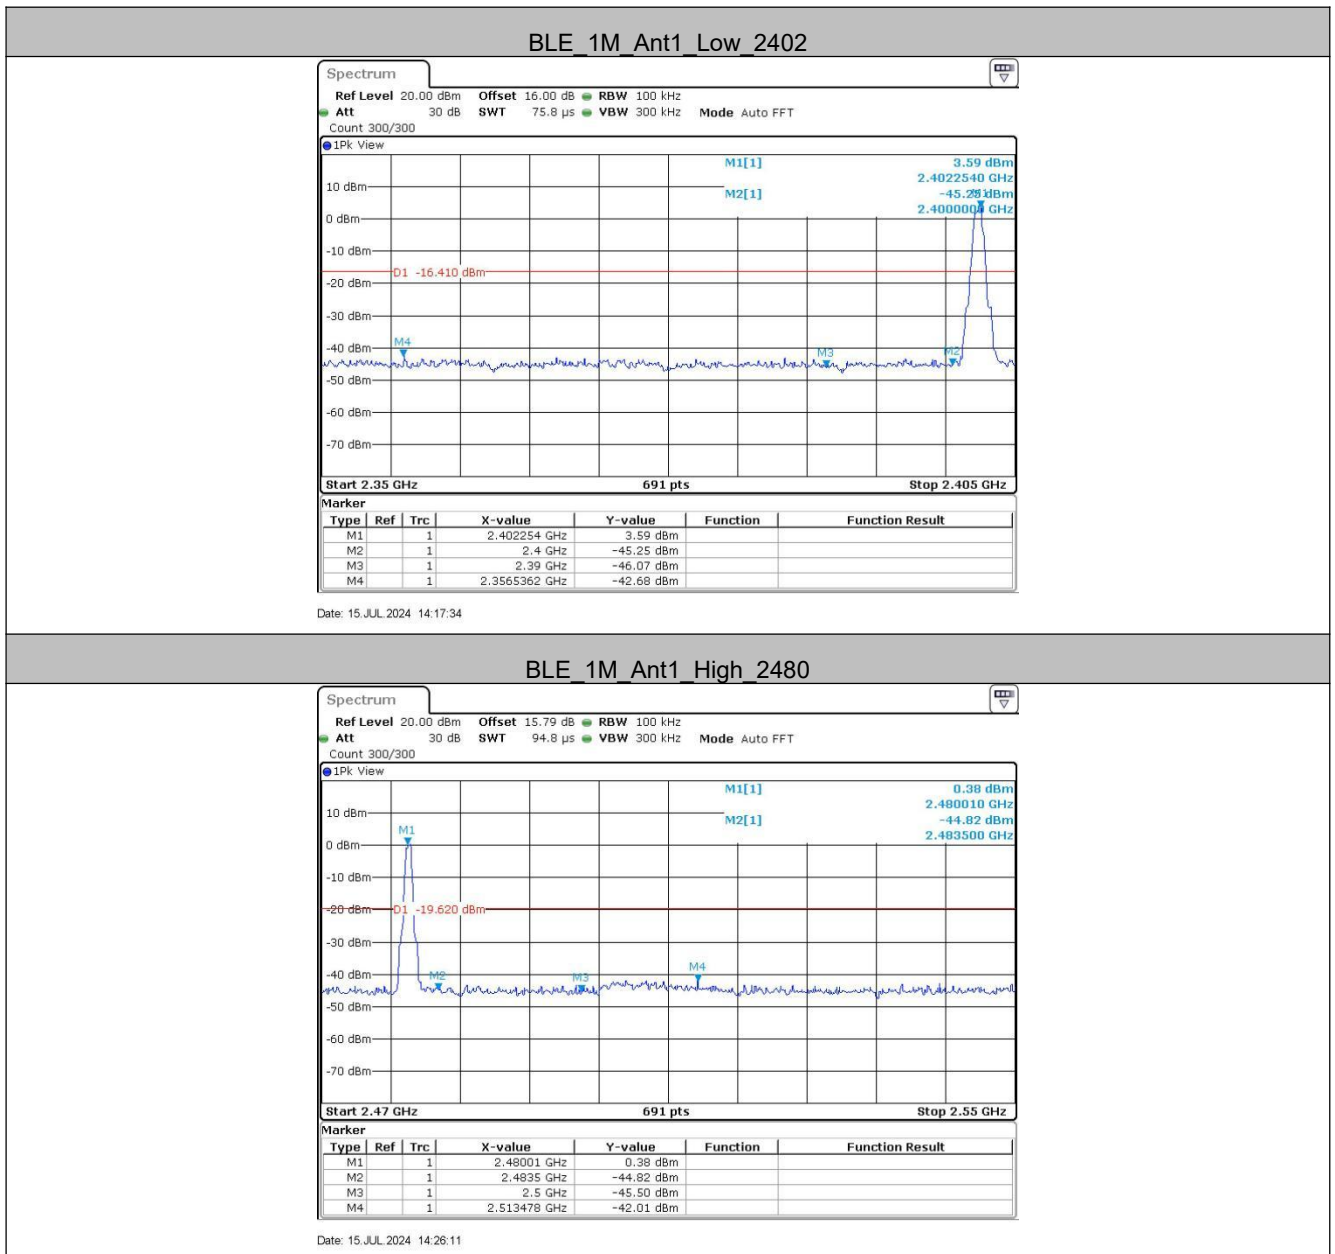 BLE_1M_Ant1_Low_2402
Spectrum
Ref Level 20.00 dBm Offset 16.00 dB RBW 100 kHz
Att 30 dB SWT 75.8 µs VBW 300 kHz Mode Auto FFT
Count 300/300
1Pk View
M1[1] 3.59 dBm
2.4022540 GHz
M2[1] -45.25 dBm
2.4000000 GHz
M1
10 dBm
0 dBm
-10 dBm
D1 -16.410 dBm
-20 dBm
-30 dBm
M4
-40 dBm
M3 M2
-50 dBm
-60 dBm
-70 dBm
Start 2.35 GHz 691 pts Stop 2.405 GHz
Marker
Type Ref Trc X-value Y-value Function Function Result
M1 1 2.402254 GHz 3.59 dBm
M2 1 2.4 GHz -45.25 dBm
M3 1 2.39 GHz -46.07 dBm
M4 1 2.3565362 GHz -42.68 dBm
Date: 15.JUL.2024 14:17:34
BLE_1M_Ant1_High_2480
Spectrum
Ref Level 20.00 dBm Offset 15.79 dB RBW 100 kHz
Att 30 dB SWT 94.8 µs VBW 300 kHz Mode Auto FFT
Count 300/300
1Pk View
M1[1] 0.38 dBm
2.480010 GHz
10 dBm
M2[1] -44.82 dBm
2.483500 GHz
M1
0 dBm
-10 dBm
-20 dBm D1 -19.620 dBm
-30 dBm
M4
-40 dBm
M2 M3
-50 dBm
-60 dBm
-70 dBm
Start 2.47 GHz 691 pts Stop 2.55 GHz
Marker
Type Ref Trc X-value Y-value Function Function Result
M1 1 2.48001 GHz 0.38 dBm
M2 1 2.4835 GHz -44.82 dBm
M3 1 2.5 GHz -45.50 dBm
M4 1 2.513478 GHz -42.01 dBm
Date: 15.JUL.2024 14:26:11